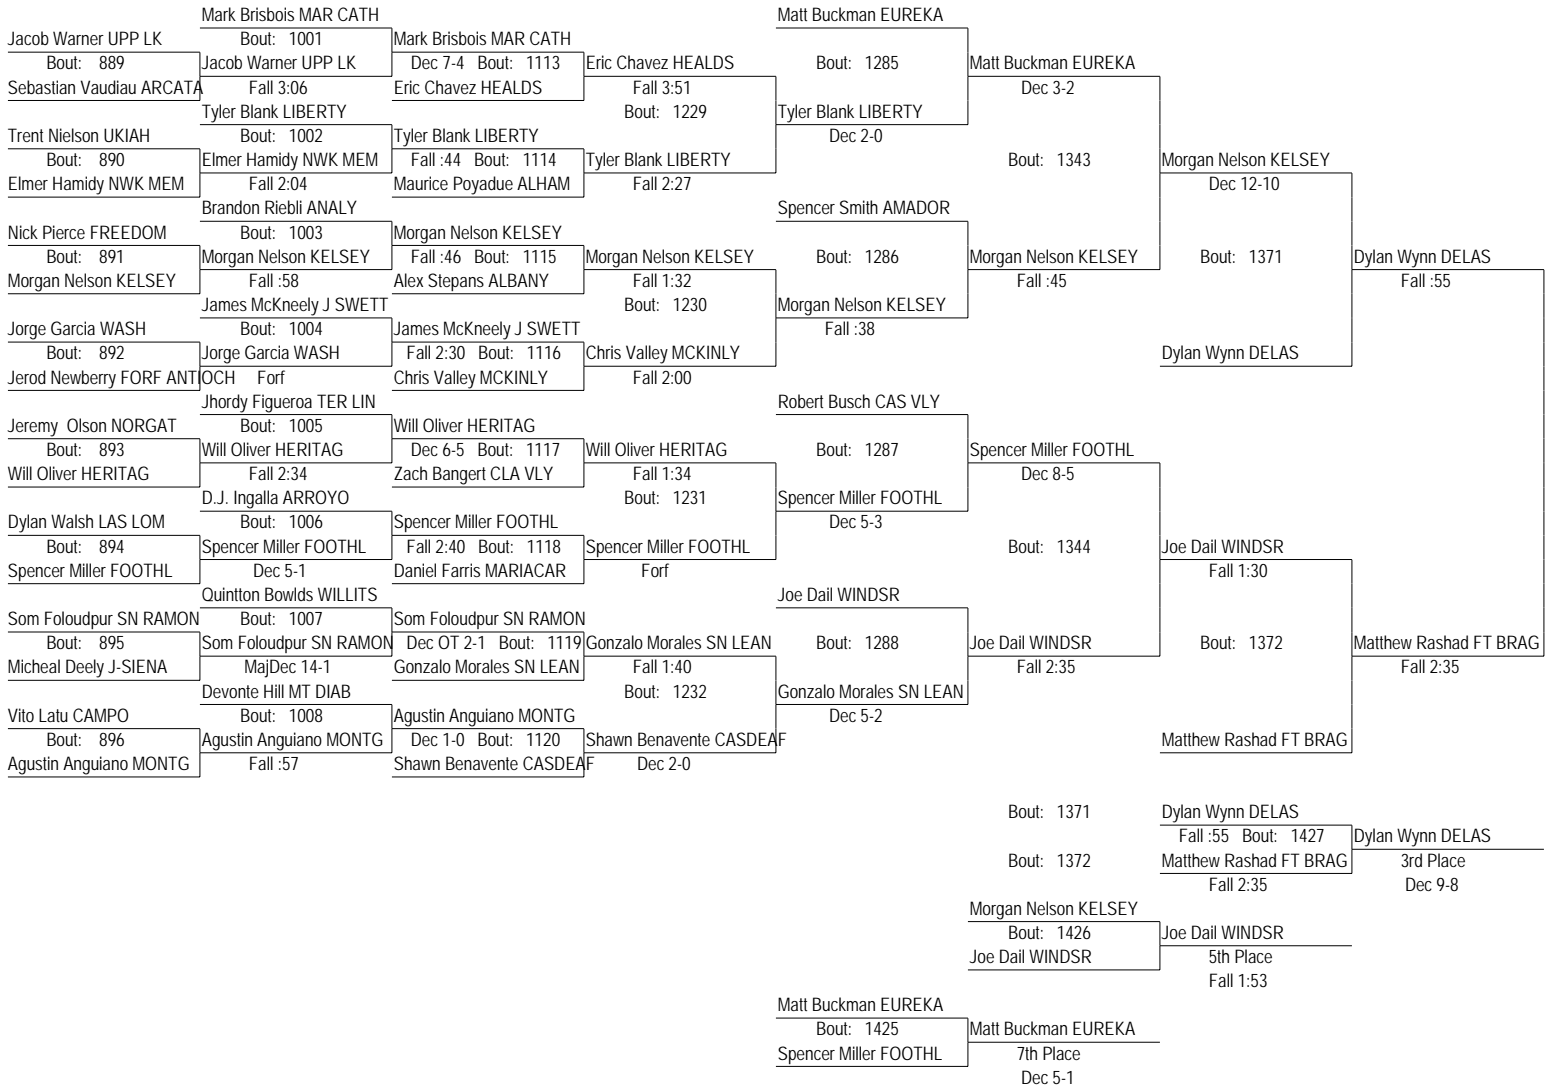 Mark Brisbois MAR CATH Matt Buckman EUREKA
Jacob Warner UPP LK Bout: 1001 Mark Brisbois MAR CATH
Bout: 889 Jacob Warner UPP LK Dec 7-4 Bout: 1113 Eric Chavez HEALDS Bout: 1285 Matt Buckman EUREKA
Sebastian Vaudiau ARCATA Fall 3:06 Eric Chavez HEALDS Fall 3:51 Dec 3-2
Tyler Blank LIBERTY Bout: 1229 Tyler Blank LIBERTY
Trent Nielson UKIAH Bout: 1002 Tyler Blank LIBERTY Dec 2-0
Bout: 890 Elmer Hamidy NWK MEM Fall :44 Bout: 1114 Tyler Blank LIBERTY Bout: 1343 Morgan Nelson KELSEY
Elmer Hamidy NWK MEM Fall 2:04 Maurice Poyadue ALHAM Fall 2:27 Dec 12-10
Brandon Riebli ANALY Spencer Smith AMADOR
Nick Pierce FREEDOM Bout: 1003 Morgan Nelson KELSEY
Bout: 891 Morgan Nelson KELSEY Fall :46 Bout: 1115 Morgan Nelson KELSEY Bout: 1286 Morgan Nelson KELSEY Bout: 1371 Dylan Wynn DELAS
Morgan Nelson KELSEY Fall :58 Alex Stepans ALBANY Fall 1:32 Fall :45 Fall :55
James McKneely J SWETT Bout: 1230 Morgan Nelson KELSEY
Jorge Garcia WASH Bout: 1004 James McKneely J SWETT Fall :38
Bout: 892 Jorge Garcia WASH Fall 2:30 Bout: 1116 Chris Valley MCKINLY Dylan Wynn DELAS
Jerod Newberry FORF ANTIOCH Forf Chris Valley MCKINLY Fall 2:00
Jhordy Figueroa TER LIN Robert Busch CAS VLY
Jeremy Olson NORGAT Bout: 1005 Will Oliver HERITAG
Bout: 893 Will Oliver HERITAG Dec 6-5 Bout: 1117 Will Oliver HERITAG Bout: 1287 Spencer Miller FOOTHL
Will Oliver HERITAG Fall 2:34 Zach Bangert CLA VLY Fall 1:34 Dec 8-5
D.J. Ingalla ARROYO Bout: 1231 Spencer Miller FOOTHL
Dylan Walsh LAS LOM Bout: 1006 Spencer Miller FOOTHL Dec 5-3
Bout: 894 Spencer Miller FOOTHL Fall 2:40 Bout: 1118 Spencer Miller FOOTHL Bout: 1344 Joe Dail WINDSR
Spencer Miller FOOTHL Dec 5-1 Daniel Farris MARIACAR Forf Fall 1:30
Quintton Bowlds WILLITS Joe Dail WINDSR
Som Foloudpur SN RAMON Bout: 1007 Som Foloudpur SN RAMON
Bout: 895 Som Foloudpur SN RAMON Dec OT 2-1 Bout: 1119 Gonzalo Morales SN LEAN Bout: 1288 Joe Dail WINDSR Bout: 1372 Matthew Rashad FT BRAG
Micheal Deely J-SIENA MajDec 14-1 Gonzalo Morales SN LEAN Fall 1:40 Fall 2:35 Fall 2:35
Devonte Hill MT DIAB Bout: 1232 Gonzalo Morales SN LEAN
Vito Latu CAMPO Bout: 1008 Agustin Anguiano MONTG Dec 5-2
Bout: 896 Agustin Anguiano MONTG Dec 1-0 Bout: 1120 Shawn Benavente CASDEAF Matthew Rashad FT BRAG
Agustin Anguiano MONTG Fall :57 Shawn Benavente CASDEAF Dec 2-0
Bout: 1371 Dylan Wynn DELAS
Fall :55 Bout: 1427 Dylan Wynn DELAS
Bout: 1372 Matthew Rashad FT BRAG 3rd Place
Fall 2:35 Dec 9-8
Morgan Nelson KELSEY
Bout: 1426 Joe Dail WINDSR
Joe Dail WINDSR 5th Place
Fall 1:53
Matt Buckman EUREKA
Bout: 1425 Matt Buckman EUREKA
Spencer Miller FOOTHL 7th Place
Dec 5-1